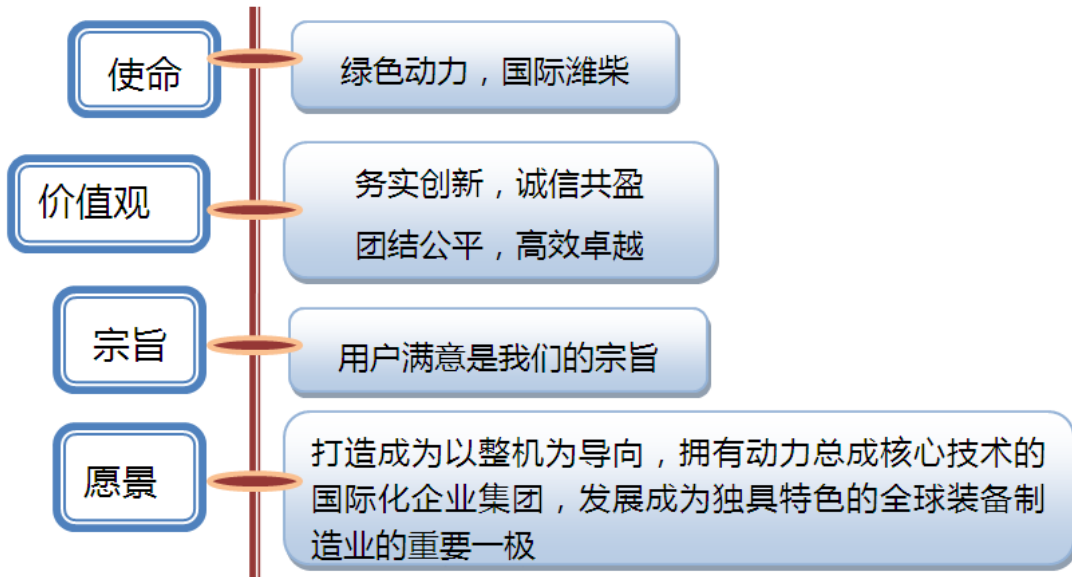 使命
绿色动力，国际潍柴
价值观
务实创新，诚信共盈
团结公平，高效卓越
宗旨
用户满意是我们的宗旨
愿景
打造成为以整机为导向，拥有动力总成核心技术的
国际化企业集团，发展成为独具特色的全球装备制
造业的重要一极